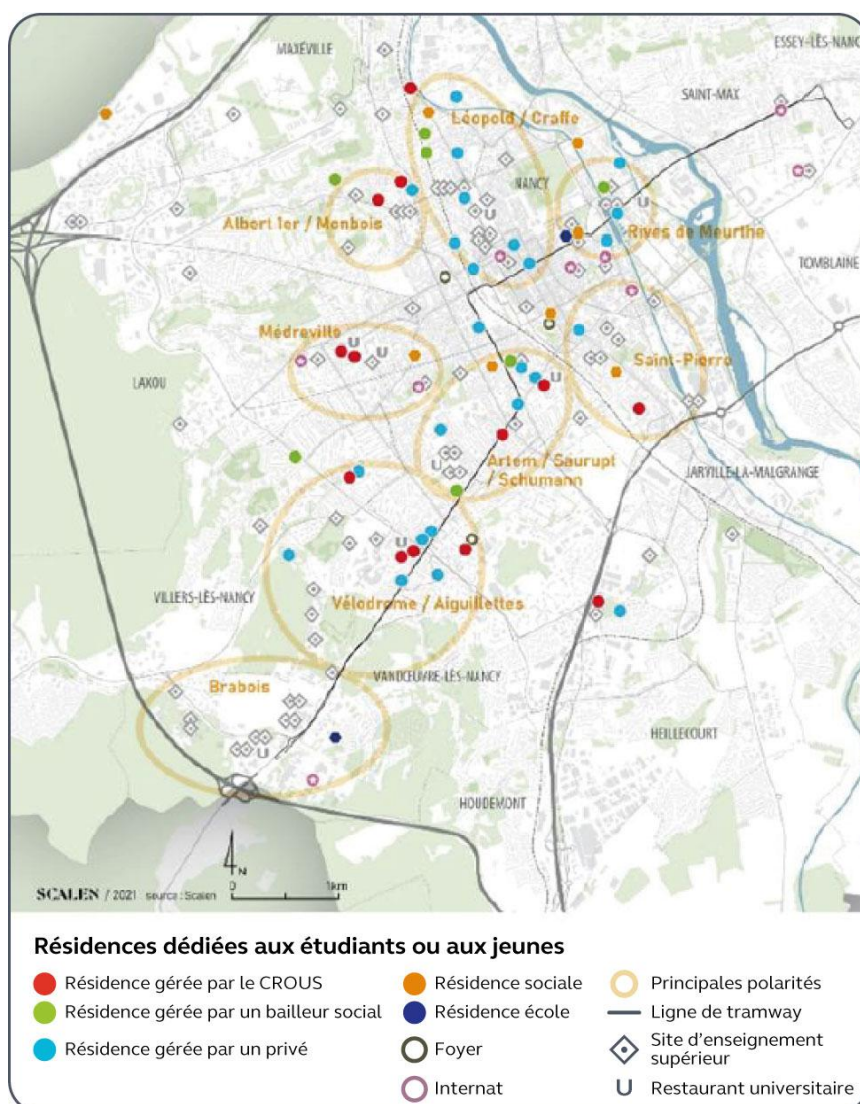 MAXÉVILLE
ESSEY-LÈS-NANC
SAINT-MAX
Léopold / Craffe
NANCY
U
Albert 1er / Monbois
U
Rives de Meurthe
TOMBLAINE
Médreville
U
U
Saint-Pierre
LAXOU
U
Artem / Saurupt
/ Schumann
U
JARVILLE-LA-MALGRANGE
U
VILLERS-LÈS-NANCY
Vélodrome / Aiguillettes
VANDŒUVRE-LÈS-NANCY
Brabois
HEILLECOURT
U
HOUDEMONT
N
SCALEN / 2021 source : Scalen
0 1km
Résidences dédiées aux étudiants ou aux jeunes
Résidence gérée par le CROUS
Résidence gérée par un bailleur social
Résidence gérée par un privé
Résidence sociale
Résidence école
Foyer
Internat
Principales polarités
Ligne de tramway
Site d'enseignement
supérieur
U Restaurant universitaire